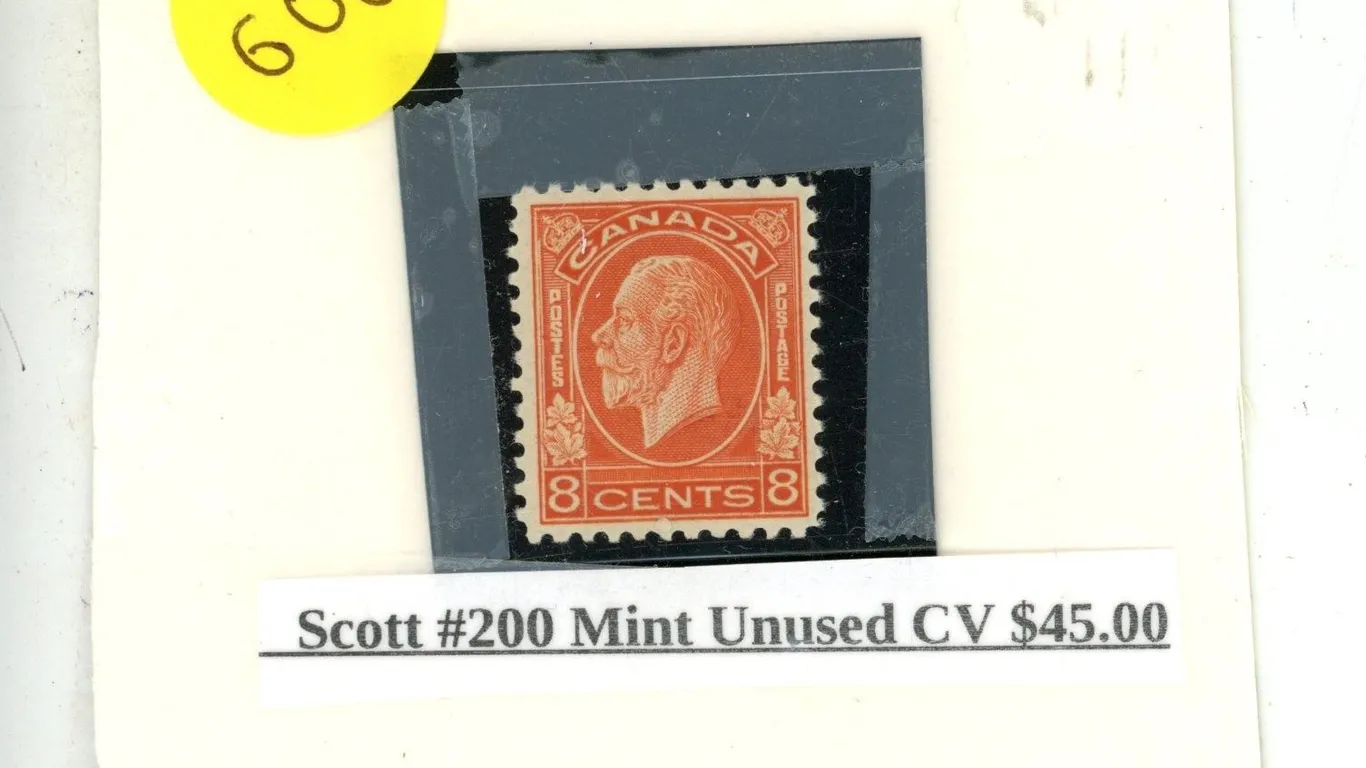 CANADA
POSTES
POSTAGE
8 CENTS 8
Scott #200 Mint Unused CV $45.00